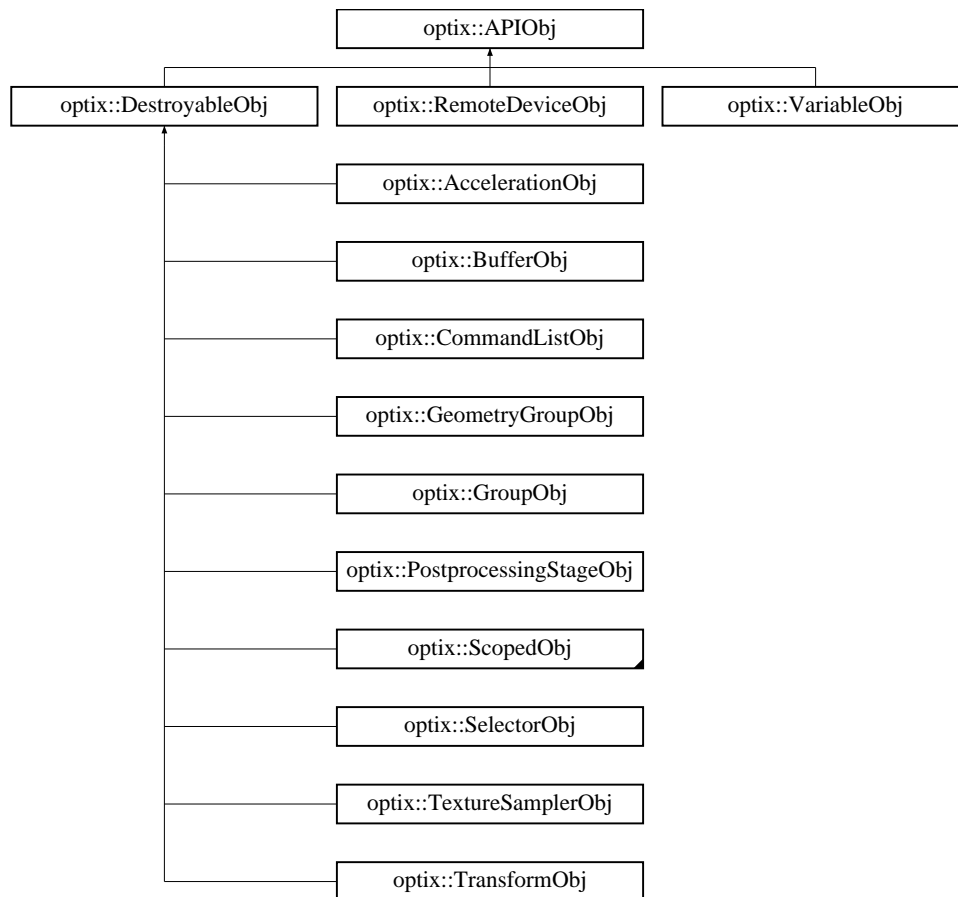 optix::APIObj
optix::DestroyableObj
optix::RemoteDeviceObj
optix::VariableObj
optix::AccelerationObj
optix::BufferObj
optix::CommandListObj
optix::GeometryGroupObj
optix::GroupObj
optix::PostprocessingStageObj
optix::ScopedObj
optix::SelectorObj
optix::TextureSamplerObj
optix::TransformObj